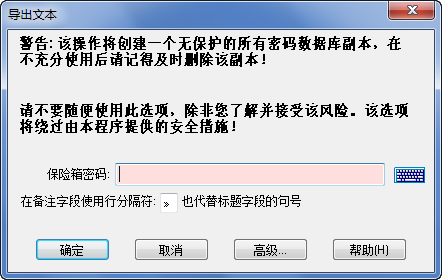 导出文本
警告: 该操作将创建一个无保护的所有密码数据库副本，在
不充分使用后请记得及时删除该副本！
请不要随便使用此选项，除非您了解并接受该风险。该选项
将绕过由本程序提供的安全措施！
保险箱密码:
在备注字段使用行分隔符: » 也代替标题字段的句号
确定 取消 高级... 帮助(H)